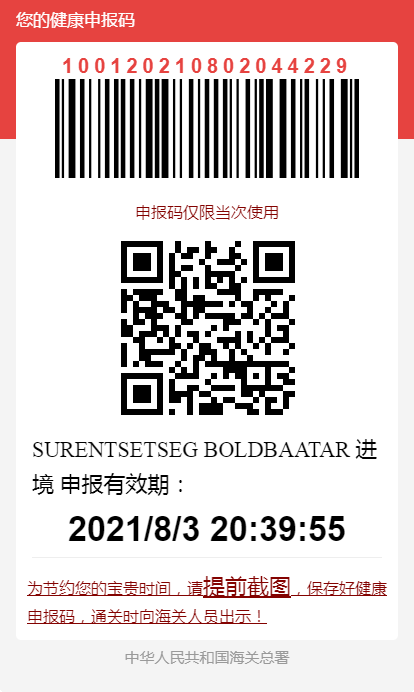 您的健康申报码
100120210802044229
申报码仅限当次使用
SURENTSETSEG BOLDBAATAR 进
境 申报有效期：
2021/8/3 20:39:55
为节约您的宝贵时间，请提前截图，保存好健康
申报码，通关时向海关人员出示！
中华人民共和国海关总署